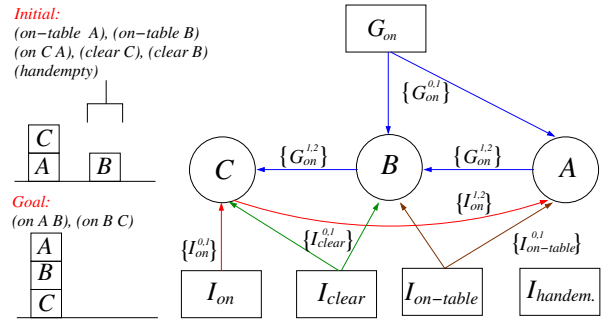 Initial:
(on-table A), (on-table B)
(on C A), (clear C), (clear B)
(handempty)
C
A
B
Goal:
(on A B), (on B C)
A
B
C
G_on
{G_on^0,1}
C
{G_on^1,2}
B
{G_on^1,2}
A
{I_on^1,2}
{I_on^0,1}
{I_clear^0,1}
{I_on-table^0,1}
I_on
I_clear
I_on-table
I_handem.